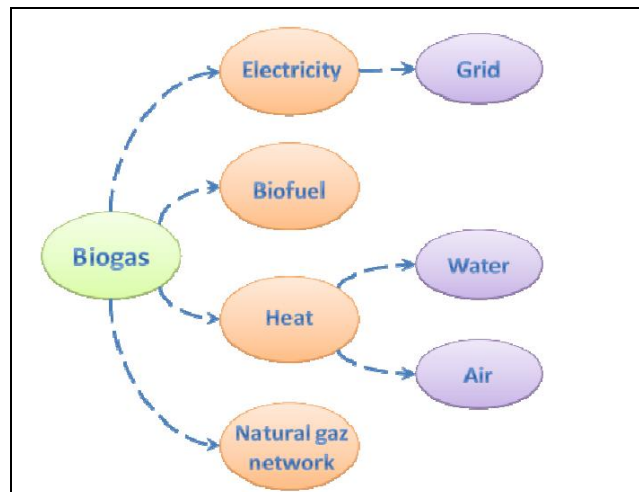 Electricity
Grid
Biofuel
Biogas
Water
Heat
Air
Natural gaz
network